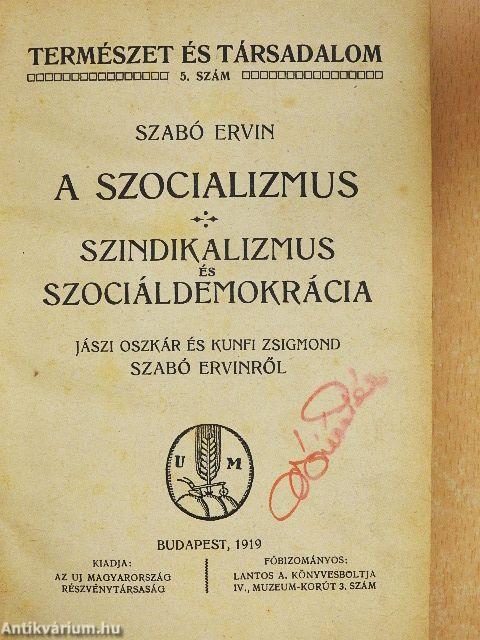 TERMÉSZET ÉS TÁRSADALOM
5. SZÁM
SZABÓ ERVIN
A SZOCIALIZMUS
SZINDIKALIZMUS
ÉS
SZOCIÁLDEMOKRÁCIA
JÁSZI OSZKÁR ÉS KUNFI ZSIGMOND
SZABÓ ERVINRŐL
U M
BUDAPEST, 1919
KIADJA:
AZ UJ MAGYARORSZÁG
RÉSZVÉNYTÁRSASÁG
FŐBIZOMÁNYOS:
LANTOS A. KÖNYVESBOLTJA
IV., MUZEUM-KORÚT 3. SZÁM
Antikvárium.hu